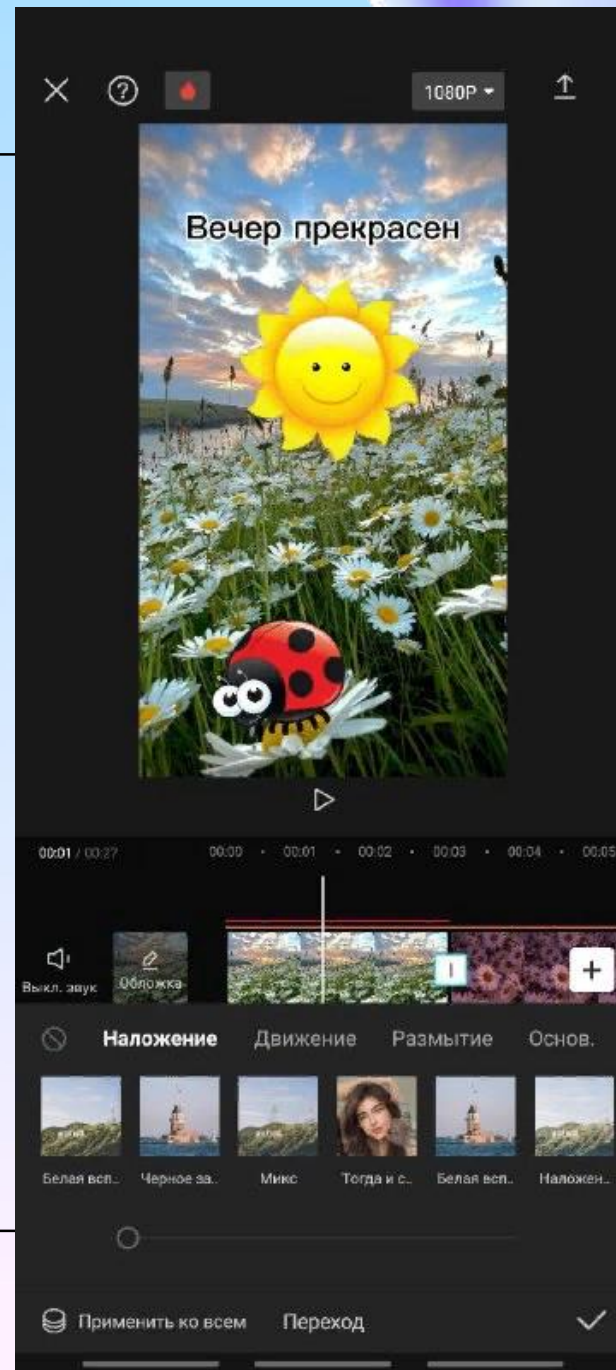 1080P
Вечер прекрасен
00:01 / 00:27
00:00 00:01 00:02 00:03 00:04 00:05
Выкл. звук
Обложка
Наложение Движение Размытие Основ.
Белая всп.. Черное за.. Микс Тогда и с.. Белая всп.. Наложен..
Применить ко всем Переход